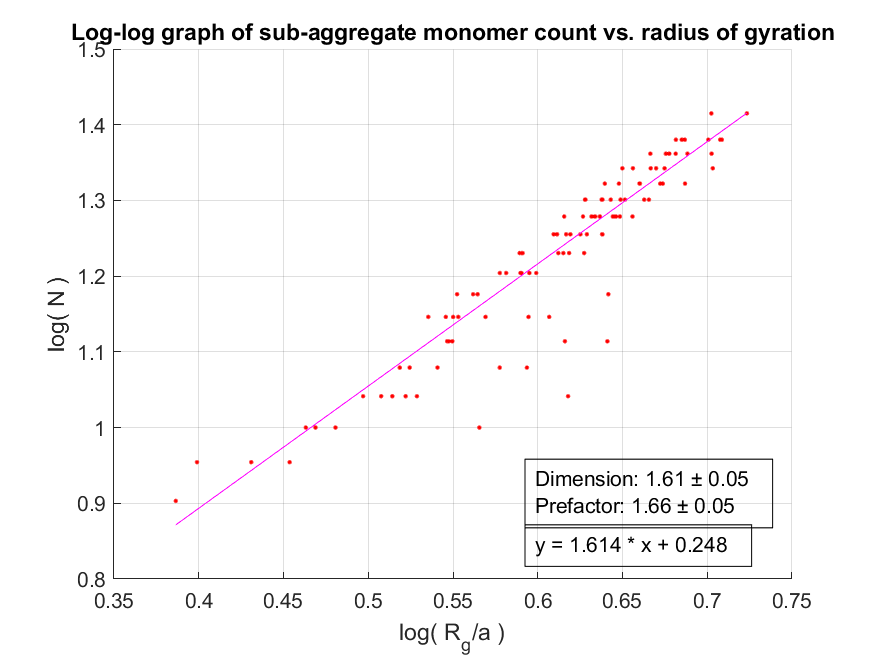 Log-log graph of sub-aggregate monomer count vs. radius of gyration
1.5
1.4
1.3
1.2
1.1
1
0.9
0.8
log( N )
Dimension: 1.61 ± 0.05
Prefactor: 1.66 ± 0.05
y = 1.614 * x + 0.248
0.35 0.4 0.45 0.5 0.55 0.6 0.65 0.7 0.75
log( Rg/a )